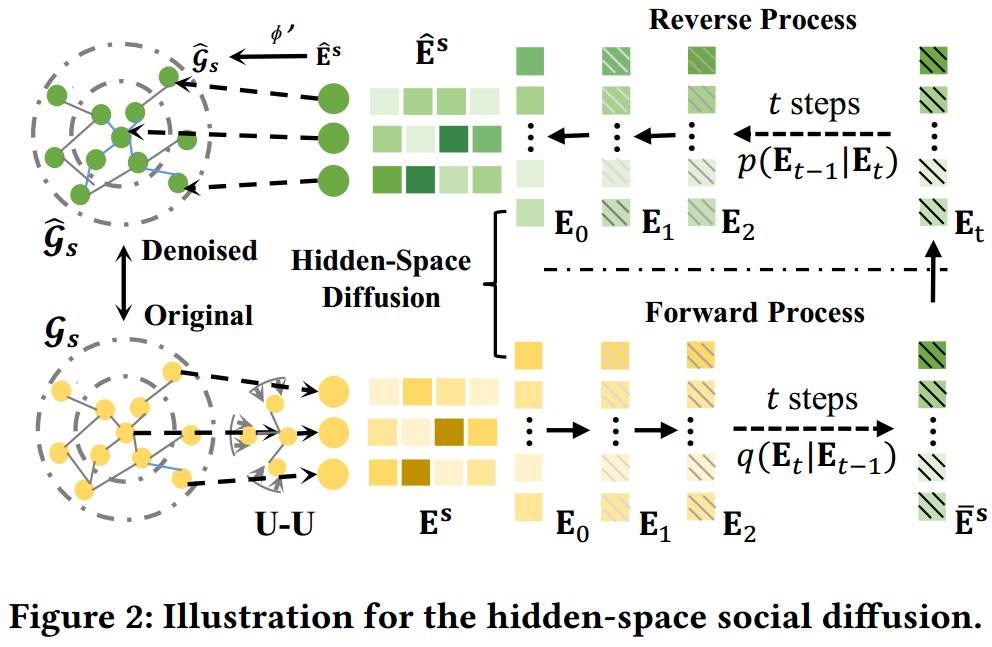 Reverse Process
Ĝₛ ϕ′ Êˢ
Êˢ
t steps
p(Eₜ₋₁|Eₜ)
E₀ E₁ E₂ Eₜ
Ĝₛ
Denoised
Hidden-Space
Diffusion
Original
Gₛ
Forward Process
t steps
q(Eₜ|Eₜ₋₁)
U-U
Eˢ
E₀ E₁ E₂ Ēˢ
Figure 2: Illustration for the hidden-space social diffusion.